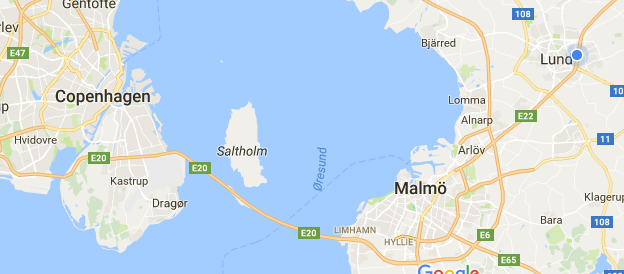 Gentofte
108
Bjärred
E47
Lund
Copenhagen
Lomma
Alnarp
E22
Hvidovre
Saltholm
Arlöv
11
E20
E20
Øresund
Kastrup
Malmö
Dragør
Klagerup
Bara
108
E20
LIMHAMN
HYLLIE
E6
E65
108
Google